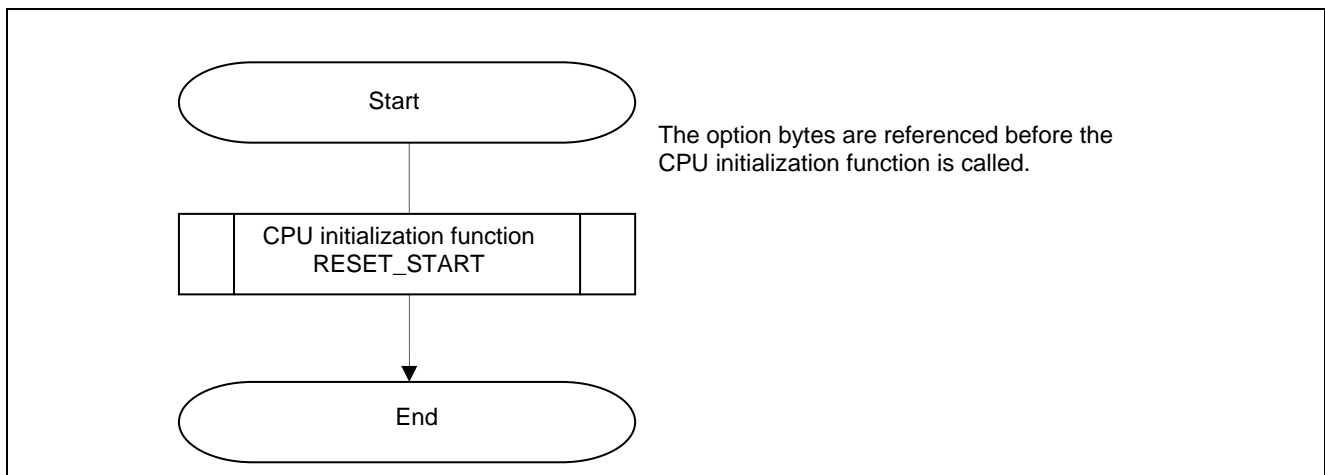 Start
The option bytes are referenced before the
CPU initialization function is called.
CPU initialization function
RESET_START
End